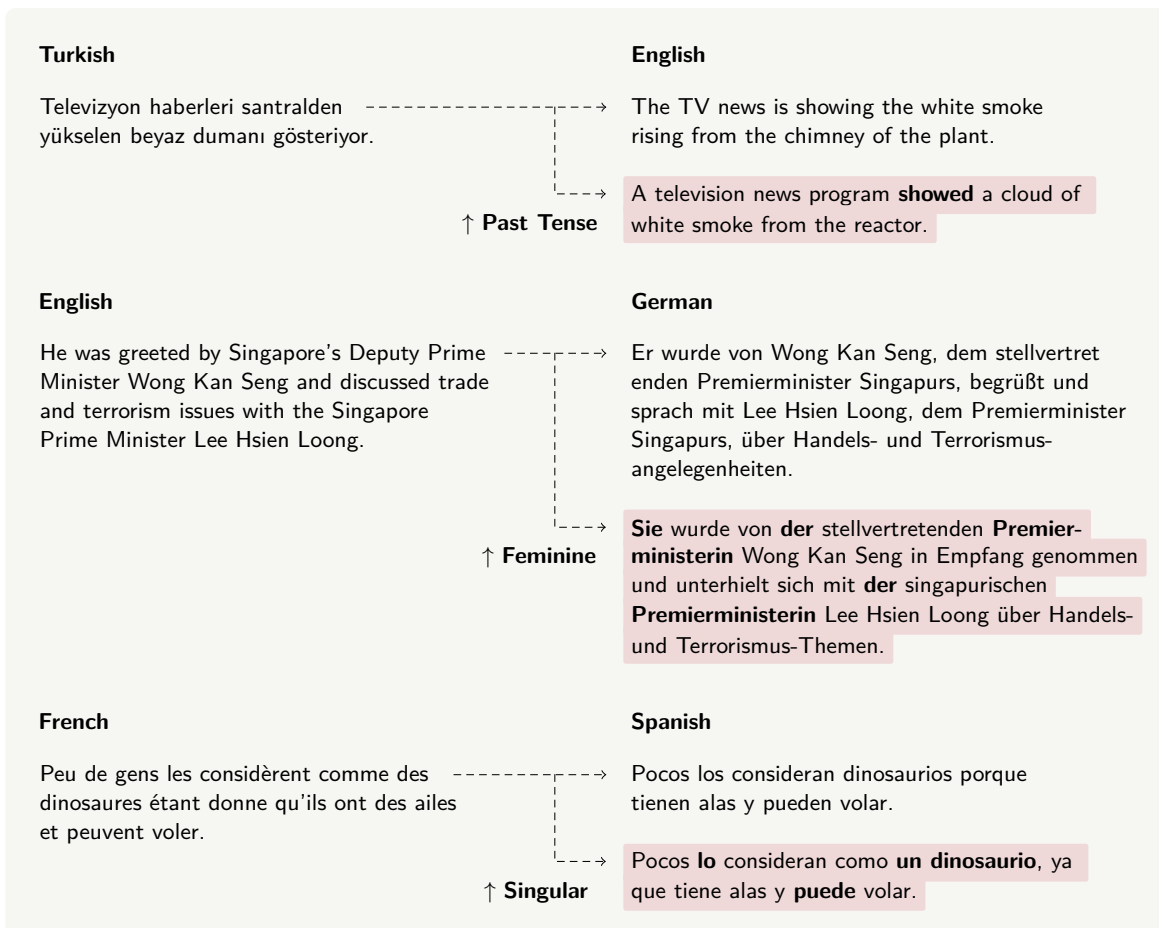 Turkish
English
Televizyon haberleri santralden
yükselen beyaz dumanı gösteriyor.
The TV news is showing the white smoke
rising from the chimney of the plant.
↑ Past Tense
A television news program showed a cloud of
white smoke from the reactor.
English
German
He was greeted by Singapore's Deputy Prime
Minister Wong Kan Seng and discussed trade
and terrorism issues with the Singapore
Prime Minister Lee Hsien Loong.
Er wurde von Wong Kan Seng, dem stellvertret
enden Premierminister Singapurs, begrüßt und
sprach mit Lee Hsien Loong, dem Premierminister
Singapurs, über Handels- und Terrorismus-
angelegenheiten.
↑ Feminine
Sie wurde von der stellvertretenden Premier-
ministerin Wong Kan Seng in Empfang genommen
und unterhielt sich mit der singapurischen
Premierministerin Lee Hsien Loong über Handels-
und Terrorismus-Themen.
French
Spanish
Peu de gens les considèrent comme des
dinosaures étant donne qu'ils ont des ailes
et peuvent voler.
Pocos los consideran dinosaurios porque
tienen alas y pueden volar.
↑ Singular
Pocos lo consideran como un dinosaurio, ya
que tiene alas y puede volar.